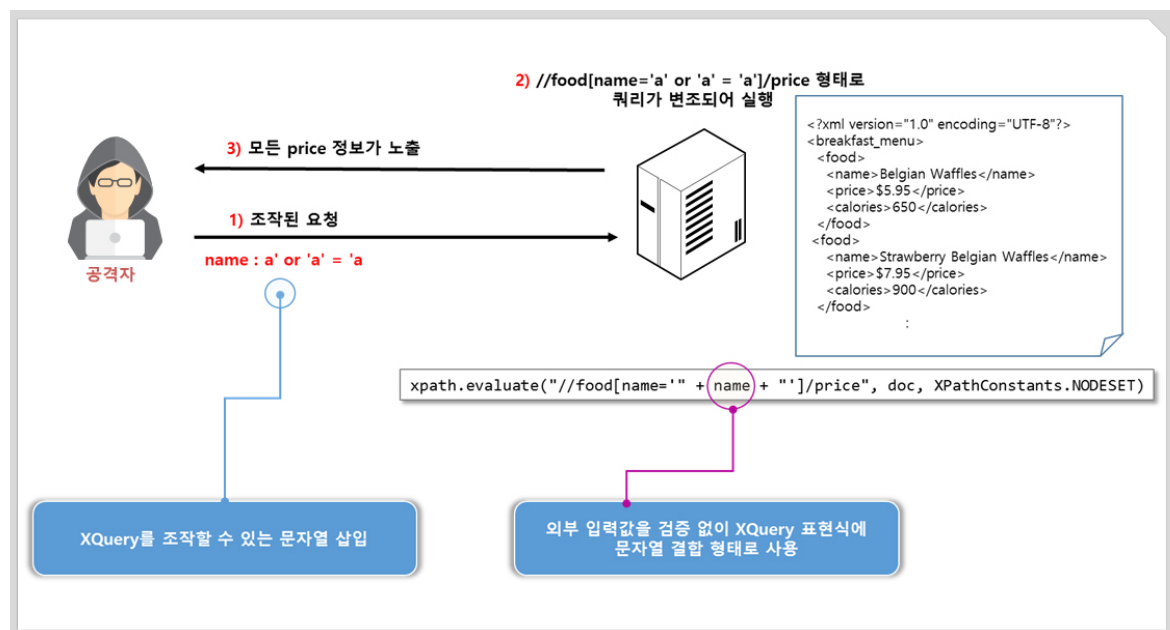 2) //food[name='a' or 'a' = 'a']/price 형태로
쿼리가 변조되어 실행
<?xml version="1.0" encoding="UTF-8"?>
<breakfast_menu>
<food>
<name>Belgian Waffles</name>
<price>$5.95</price>
<calories>650</calories>
</food>
<food>
<name>Strawberry Belgian Waffles</name>
<price>$7.95</price>
<calories>900</calories>
</food>
:
3) 모든 price 정보가 노출
1) 조작된 요청
name : a' or 'a' = 'a
공격자
xpath.evaluate("//food[name='" + name + "']/price", doc, XPathConstants.NODESET)
XQuery를 조작할 수 있는 문자열 삽입
외부 입력값을 검증 없이 XQuery 표현식에
문자열 결합 형태로 사용